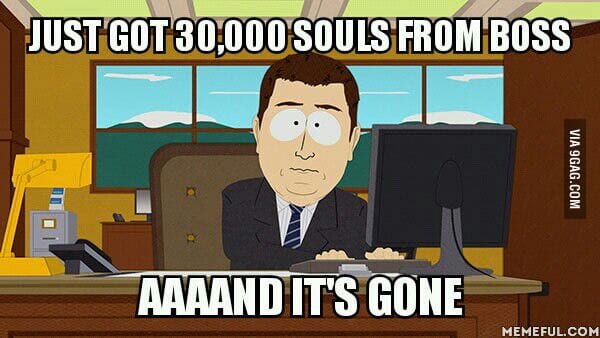 JUST GOT 30,000 SOULS FROM BOSS
VIA 9GAG.COM
AAAAND IT'S GONE
MEMEFUL.COM